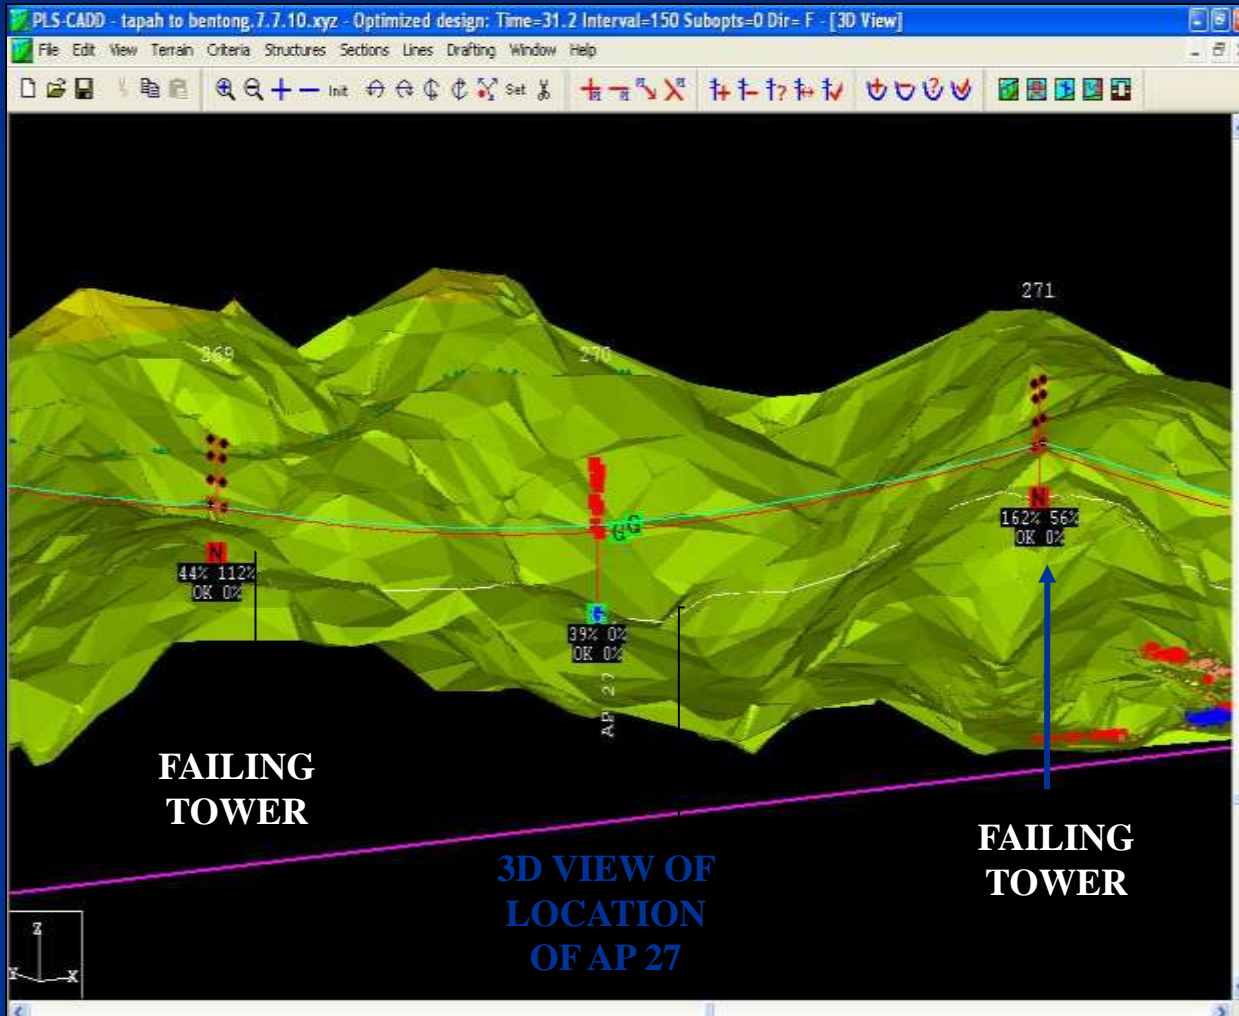 PLS-CADD - tapah to bentong.7.7.10.xyz - Optimized design: Time=31.2 Interval=150 Subopts=0 Dir= F - [3D View]
File Edit View Terrain Criteria Structures Sections Lines Drafting Window Help
Init Set
271
269 270
G G
N
162% 56%
OK 0%
N
44% 112%
OK 0%
39% 0%
OK 0%
AP 27
FAILING
TOWER
FAILING
TOWER
3D VIEW OF
LOCATION
OF AP 27
Z
Y X